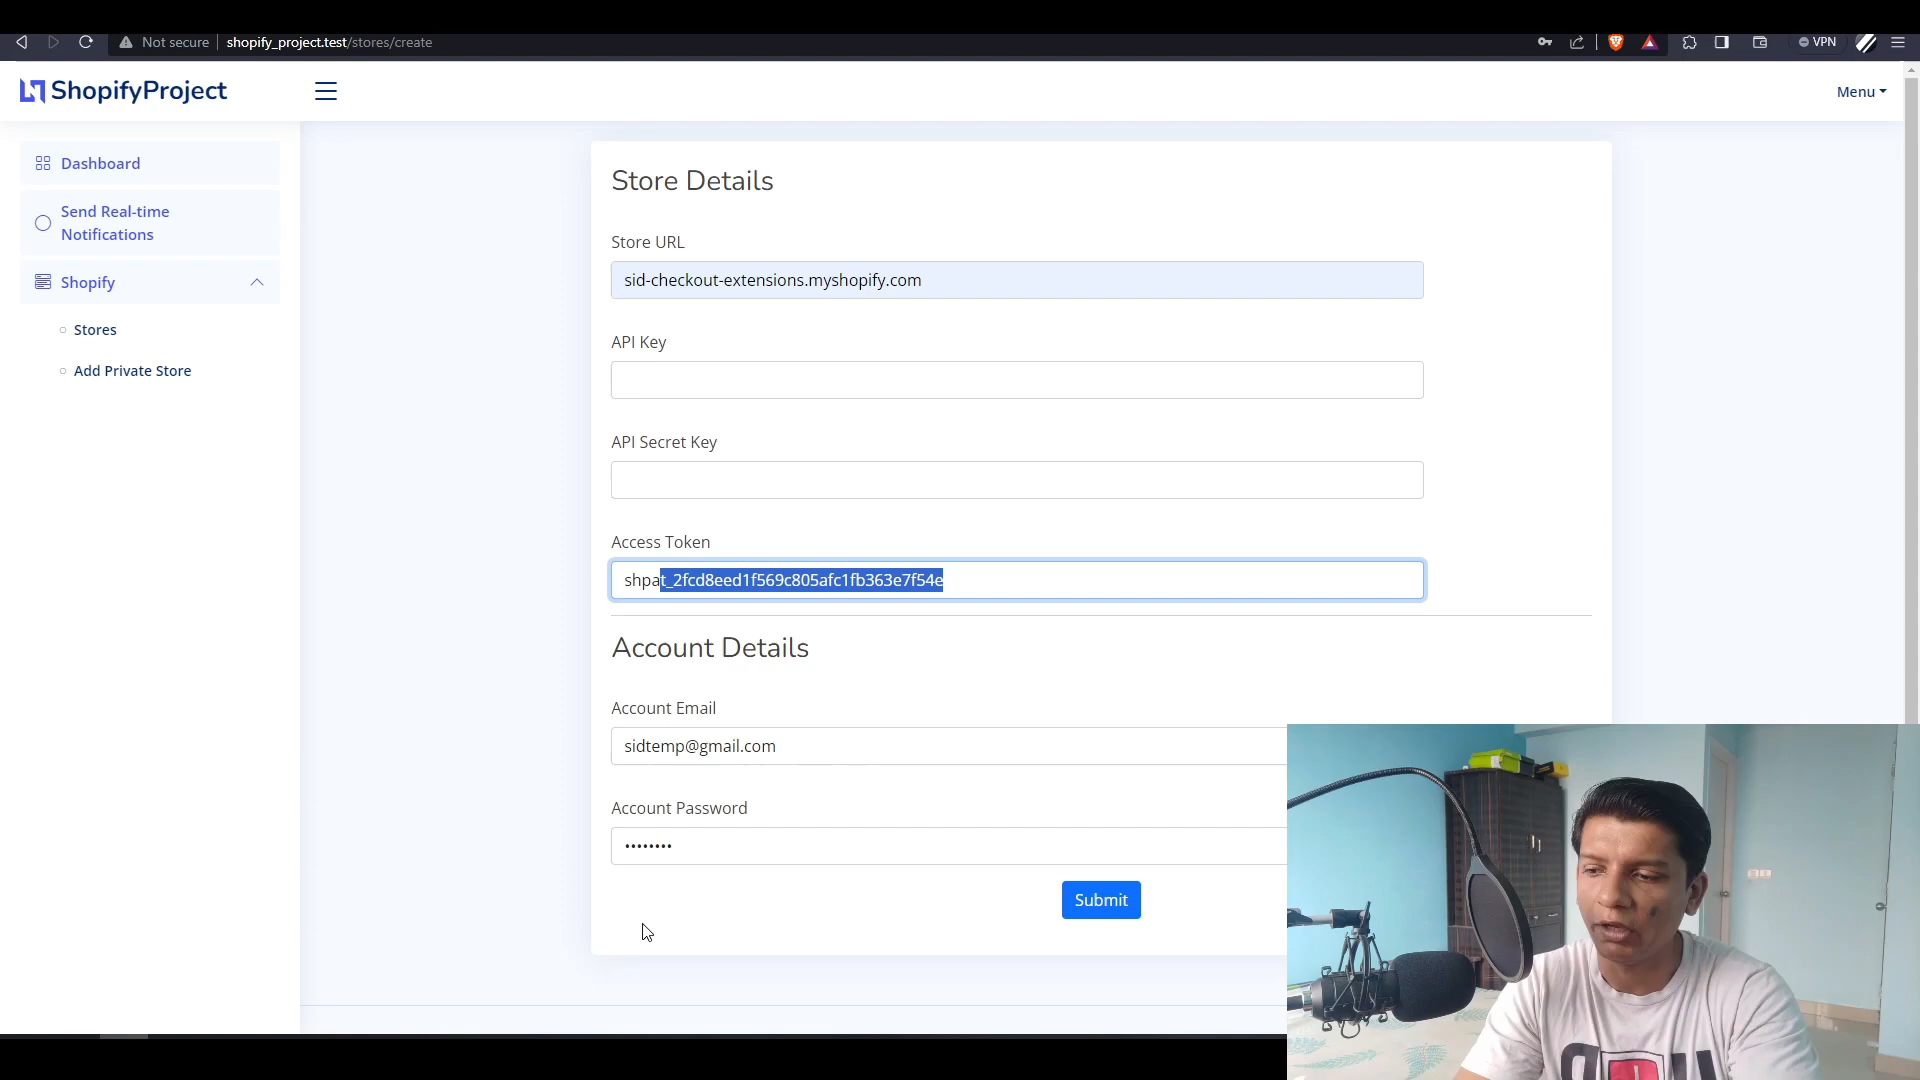 Not secure shopify_project.test/stores/create
VPN
ShopifyProject
Menu
Dashboard
Send Real-time
Notifications
Shopify
Stores
Add Private Store
Store Details
Store URL
sid-checkout-extensions.myshopify.com
API Key
API Secret Key
Access Token
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
Account Details
Account Email
sidtemp@gmail.com
Account Password
••••••••
Submit